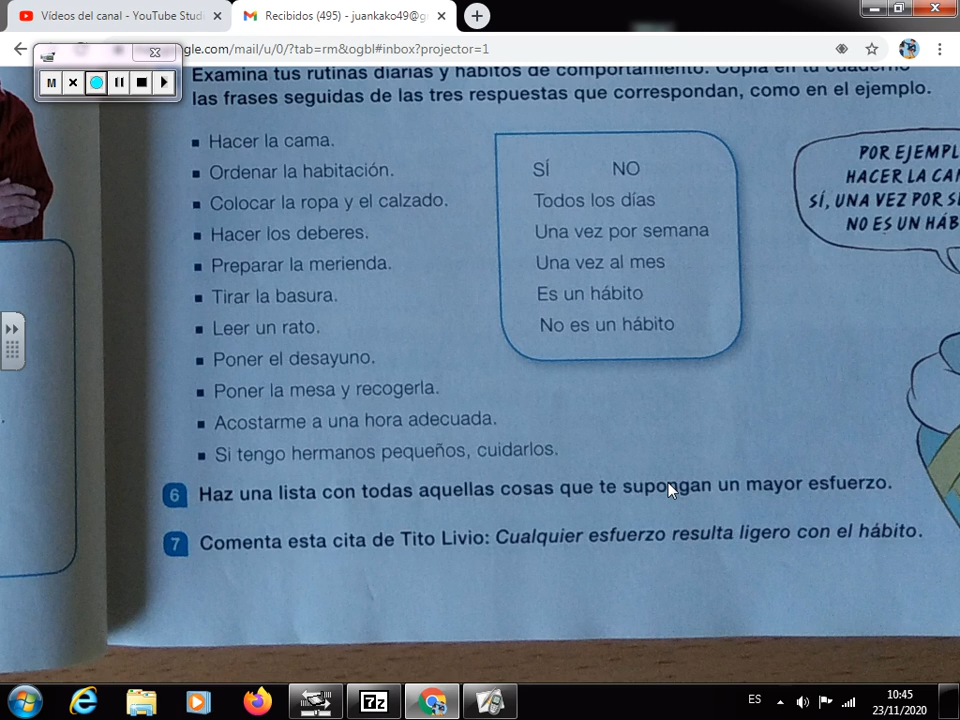 Vídeos del canal - YouTube Studi
Recibidos (495) - juankako49@g
gle.com/mail/u/0/?tab=rm&ogbl#inbox?projector=1
M
Examina tus rutinas diarias y hábitos de comportamiento. Copia en tu cuaderno
las frases seguidas de las tres respuestas que correspondan, como en el ejemplo.
Hacer la cama.
Ordenar la habitación.
Colocar la ropa y el calzado.
Hacer los deberes.
Preparar la merienda.
Tirar la basura.
Leer un rato.
Poner el desayuno.
Poner la mesa y recogerla.
Acostarme a una hora adecuada.
Si tengo hermanos pequeños, cuidarlos.
SÍ NO
Todos los días
Una vez por semana
Una vez al mes
Es un hábito
No es un hábito
POR EJEMPL
HACER LA CAM
SÍ, UNA VEZ POR SE
NO ES UN HÁB
6 Haz una lista con todas aquellas cosas que te supongan un mayor esfuerzo.
7 Comenta esta cita de Tito Livio: Cualquier esfuerzo resulta ligero con el hábito.
7z
ES
10:45
23/11/2020